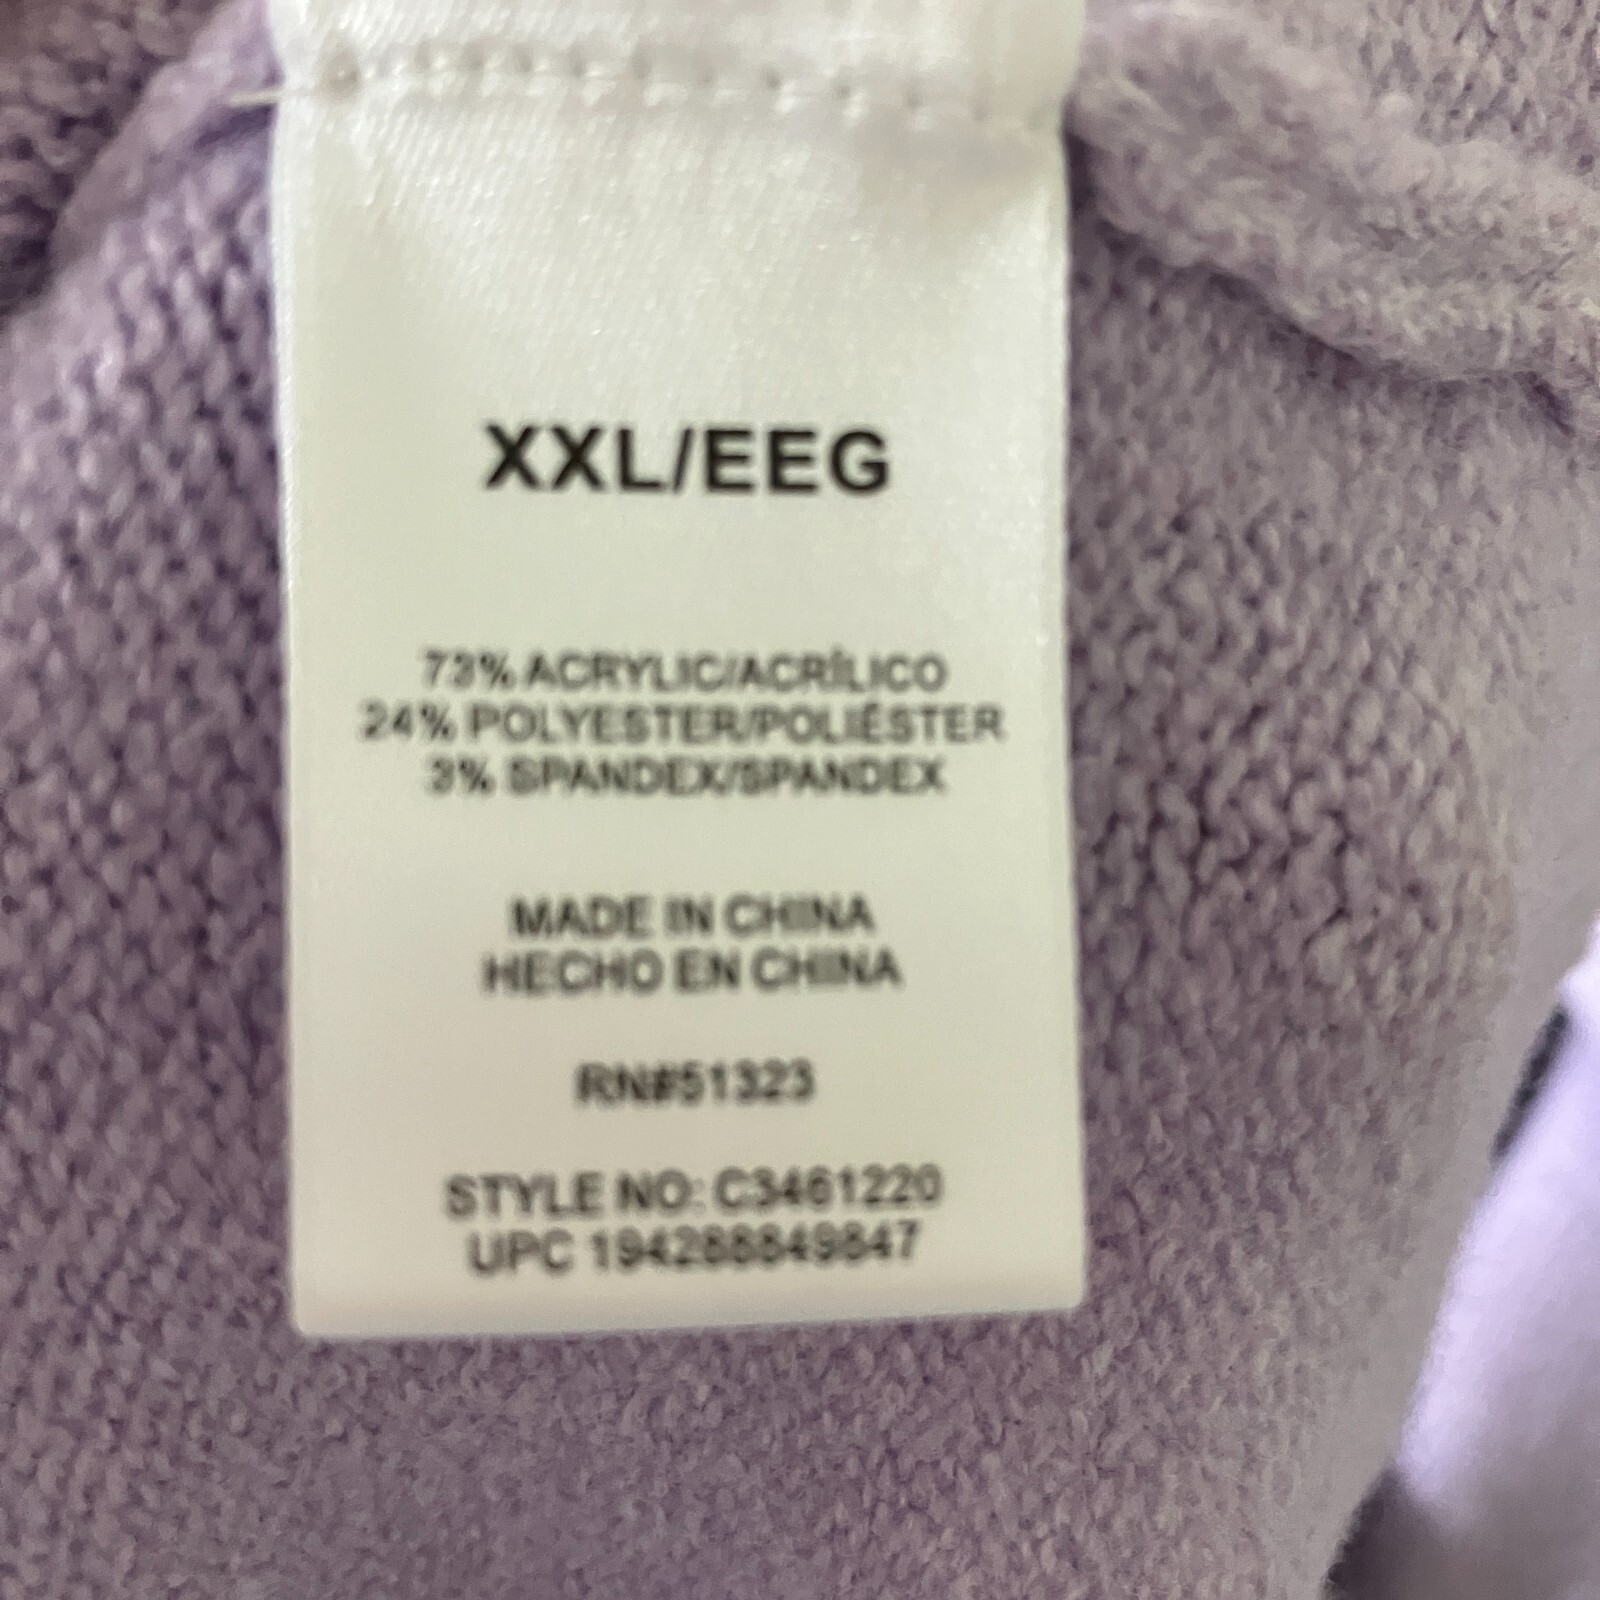 XXL/EEG
73% ACRYLIC/ACRÍLICO
24% POLYESTER/POLIÉSTER
3% SPANDEX/SPANDEX
MADE IN CHINA
HECHO EN CHINA
RN#51323
STYLE NO: C3461220
UPC 194288849847